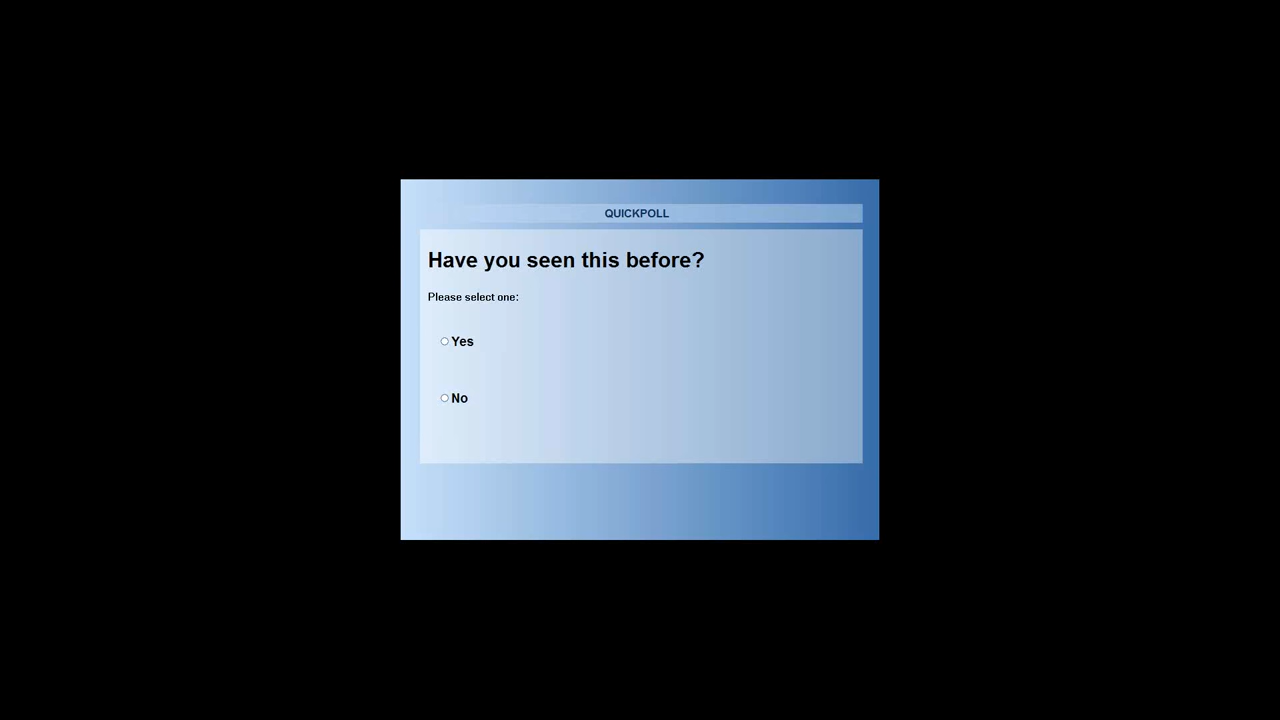 QUICKPOLL
Have you seen this before?
Please select one:
Yes
No